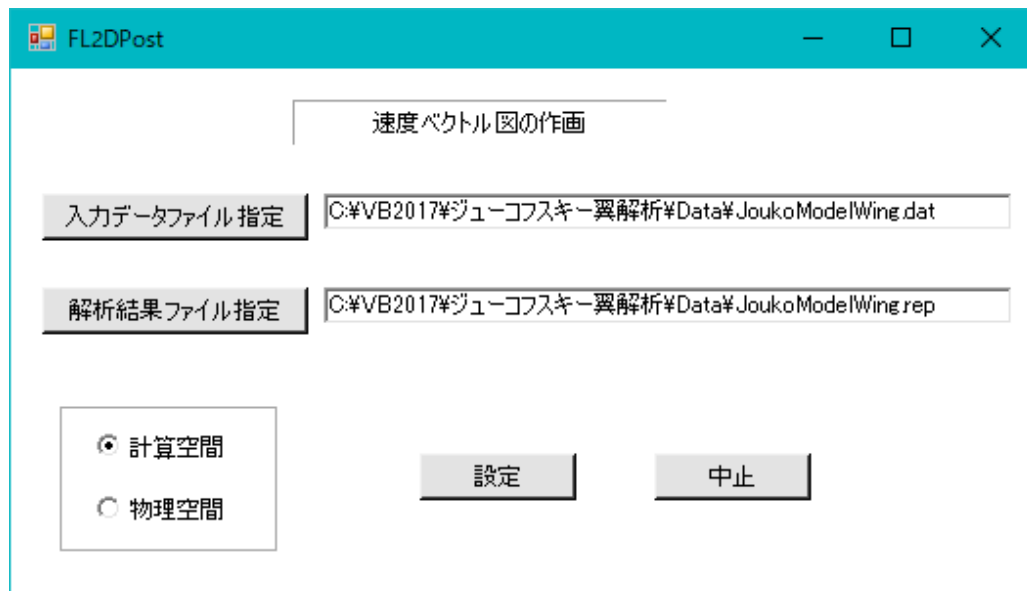 FL2DPost
速度ベクトル図の作画
入力データファイル指定
C:¥VB2017¥ジューコフスキー翼解析¥Data¥JoukoModelWing.dat
解析結果ファイル指定
C:¥VB2017¥ジューコフスキー翼解析¥Data¥JoukoModelWing.rep
計算空間
設定
中止
物理空間